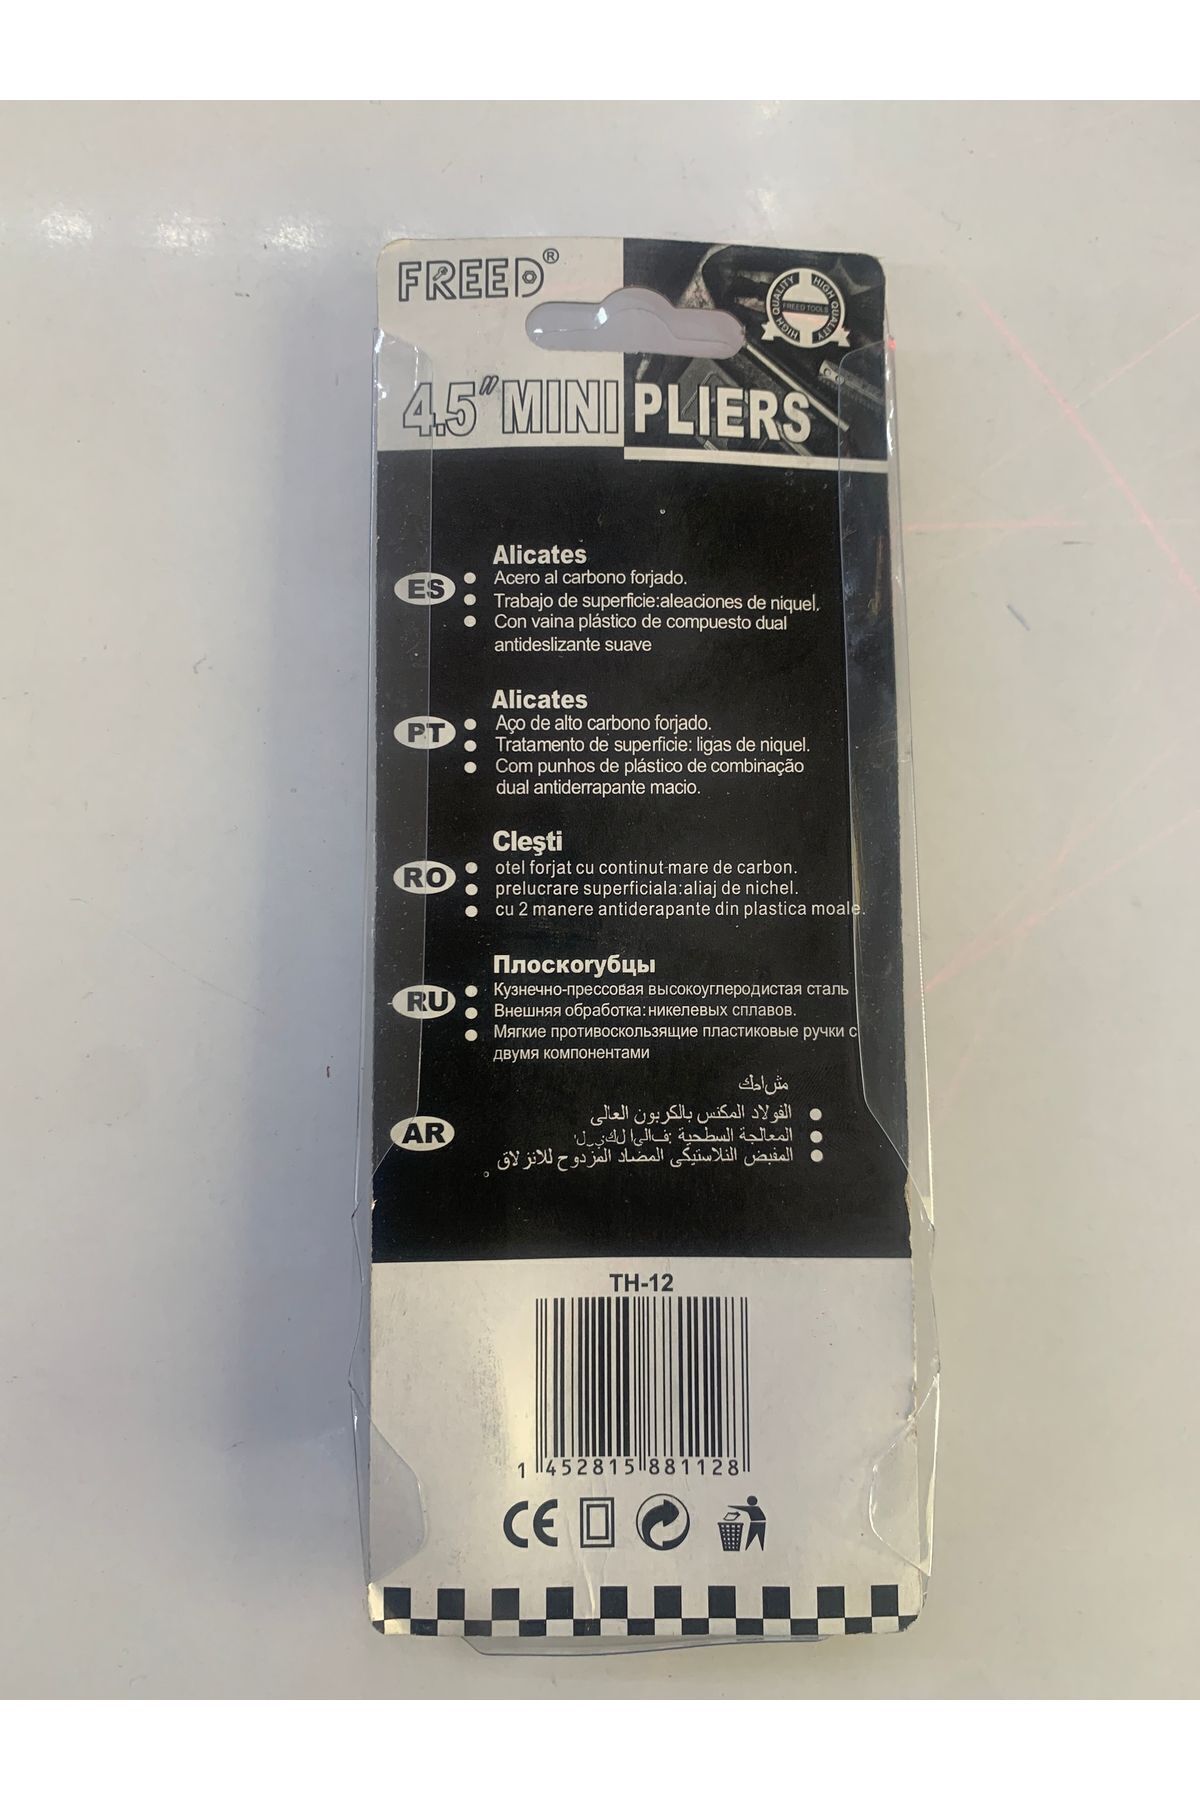 FREED®
HIGH QUALITY HIGH QUALITY
FREED TOOLS
4.5" MINI PLIERS
Alicates
ES
Acero al carbono forjado.
Trabajo de superficie:aleaciones de niquel.
Con vaina plástico de compuesto dual
antideslizante suave
Alicates
PT
Aço de alto carbono forjado.
Tratamento de superficie: ligas de niquel.
Com punhos de plástico de combinação
dual antiderrapante macio.
Cleşti
RO
otel forjat cu continut mare de carbon.
prelucrare superficiala:aliaj de nichel.
cu 2 manere antiderapante din plastica moale.
Плоскогубцы
RU
Кузнечно-прессовая высокоуглеродистая сталь
Внешняя обработка:никелевых сплавов.
Мягкие противоскользящие пластиковые ручки с
двумя компонентами
AR
الفولاد المكنس بالكربون العالى
المعالجة السطحية
المقبض البلاستيكى المضاد المزدوج للانزلاق
TH-12
1 452815 881128
CE